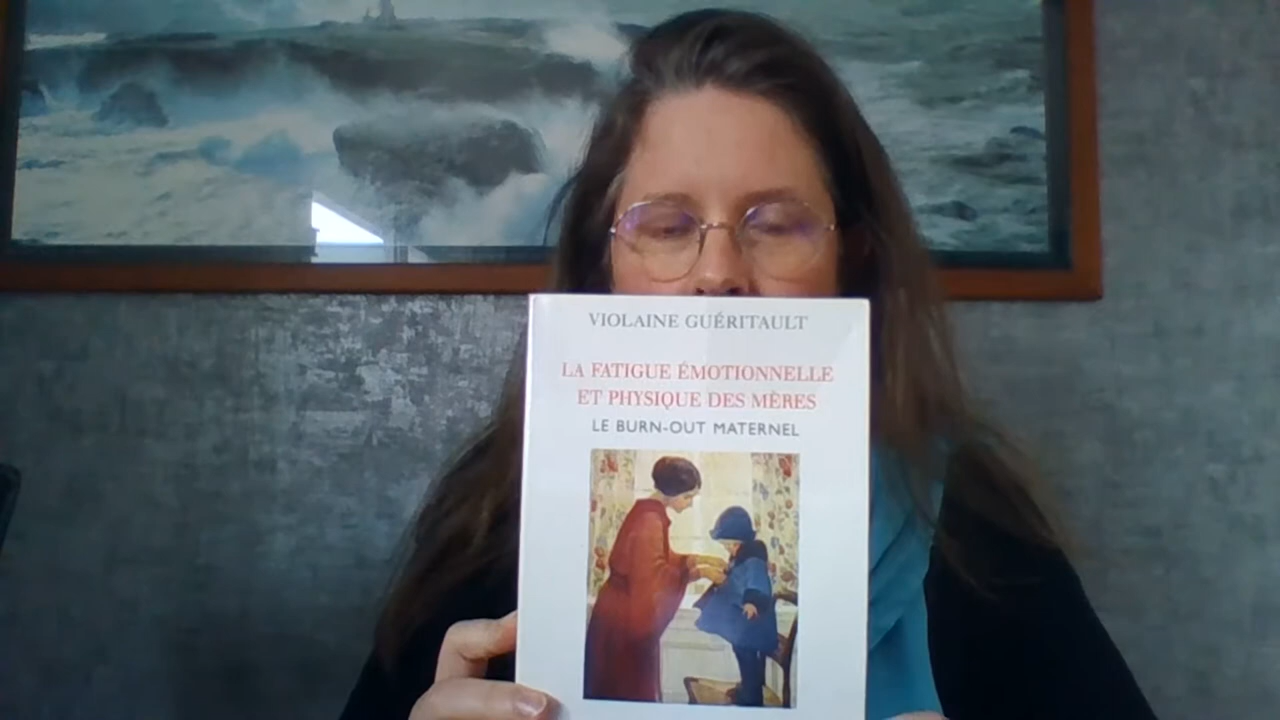 VIOLAINE GUÉRITAULT
LA FATIGUE ÉMOTIONNELLE
ET PHYSIQUE DES MÈRES
LE BURN-OUT MATERNEL